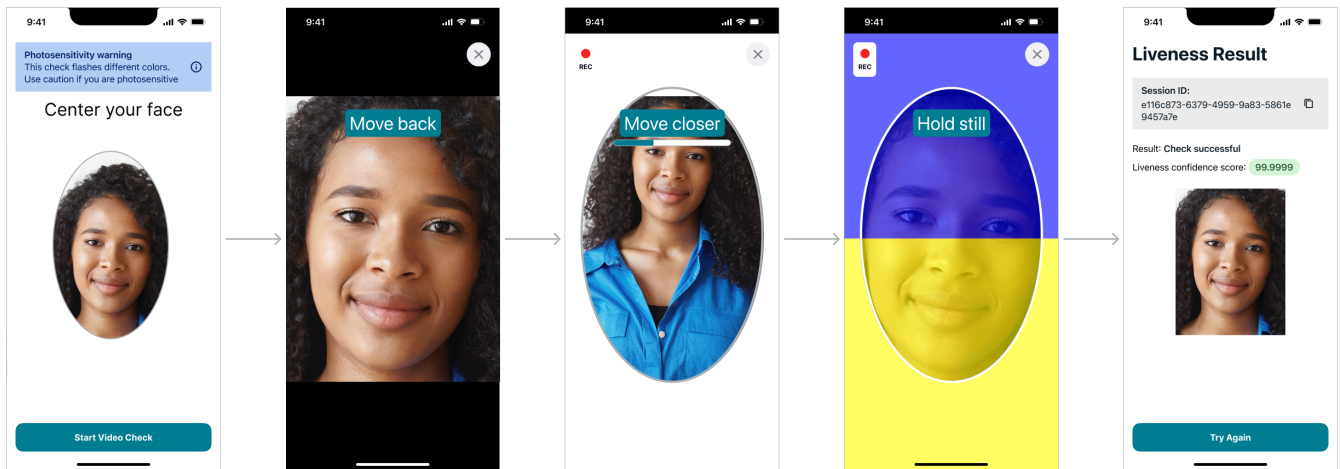 9:41
Photosensitivity warning
This check flashes different colors.
Use caution if you are photosensitive
Center your face
Start Video Check
9:41
Move back
9:41
REC
Move closer
9:41
REC
Hold still
9:41
Liveness Result
Session ID:
e116c873-6379-4959-9a83-5861e
9457a7e
Result: Check successful
Liveness confidence score: 99.9999
Try Again